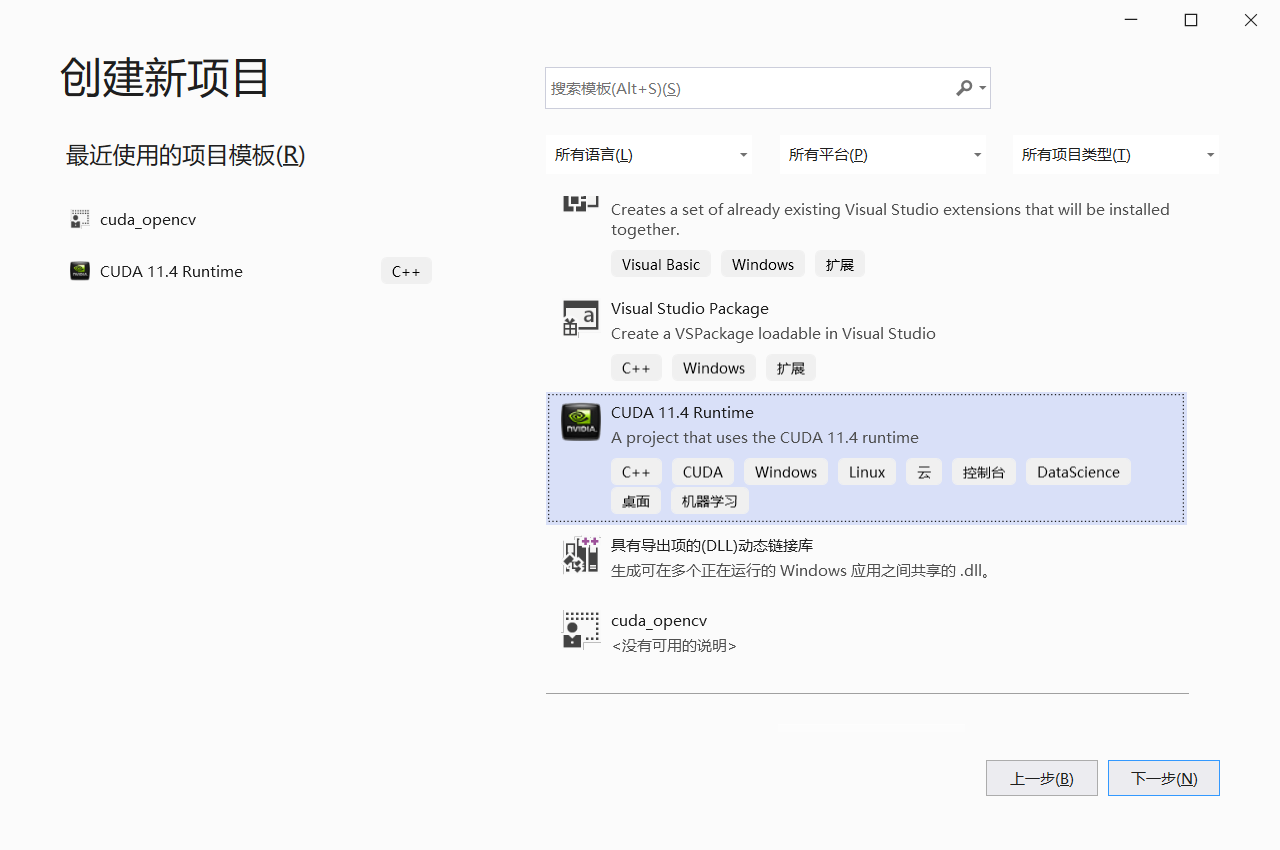 创建新项目
搜索模板(Alt+S)(S)
最近使用的项目模板(R)
所有语言(L)
所有平台(P)
所有项目类型(T)
cuda_opencv
CUDA 11.4 Runtime
C++
Creates a set of already existing Visual Studio extensions that will be installed
together.
Visual Basic
Windows
扩展
Visual Studio Package
Create a VSPackage loadable in Visual Studio
C++
Windows
扩展
NVIDIA.
CUDA 11.4 Runtime
A project that uses the CUDA 11.4 runtime
C++
CUDA
Windows
Linux
云
控制台
DataScience
桌面
机器学习
具有导出项的(DLL)动态链接库
生成可在多个正在运行的 Windows 应用之间共享的 .dll。
cuda_opencv
<没有可用的说明>
上一步(B)
下一步(N)